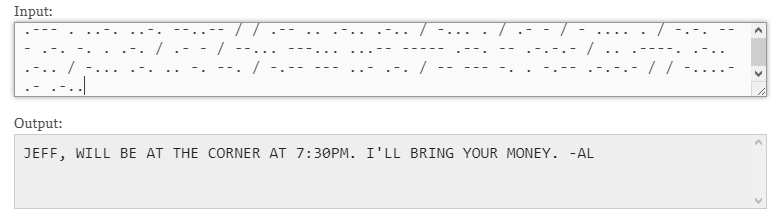 Input:
.--- . ..-. ..-. --..-- / / .-- .. .-.. .-.. / -... . / .- - / - .... . / -.-. --
- .-. -. . .-. / .- - / --... ---... ...-- ----- .--. -- .-.-.- / .. .----. .-..
.-.. / -... .-. .. -. --. / -.-- --- ..- .-. / -- --- -. . -.-- .-.-.- / / -....-
.- .-..
Output:
JEFF, WILL BE AT THE CORNER AT 7:30PM. I'LL BRING YOUR MONEY. -AL